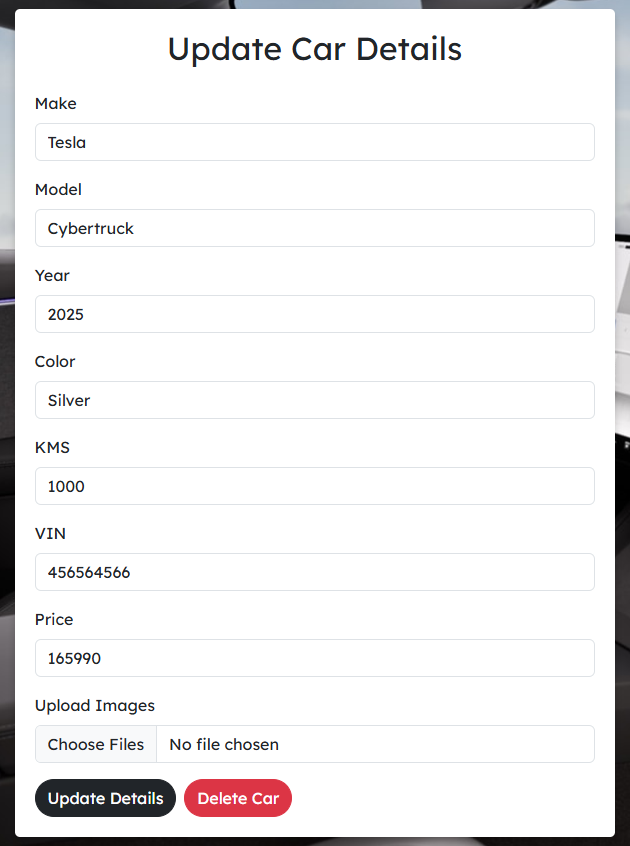 Update Car Details
Make
Tesla
Model
Cybertruck
Year
2025
Color
Silver
KMS
1000
VIN
456564566
Price
165990
Upload Images
Choose Files No file chosen
Update Details Delete Car